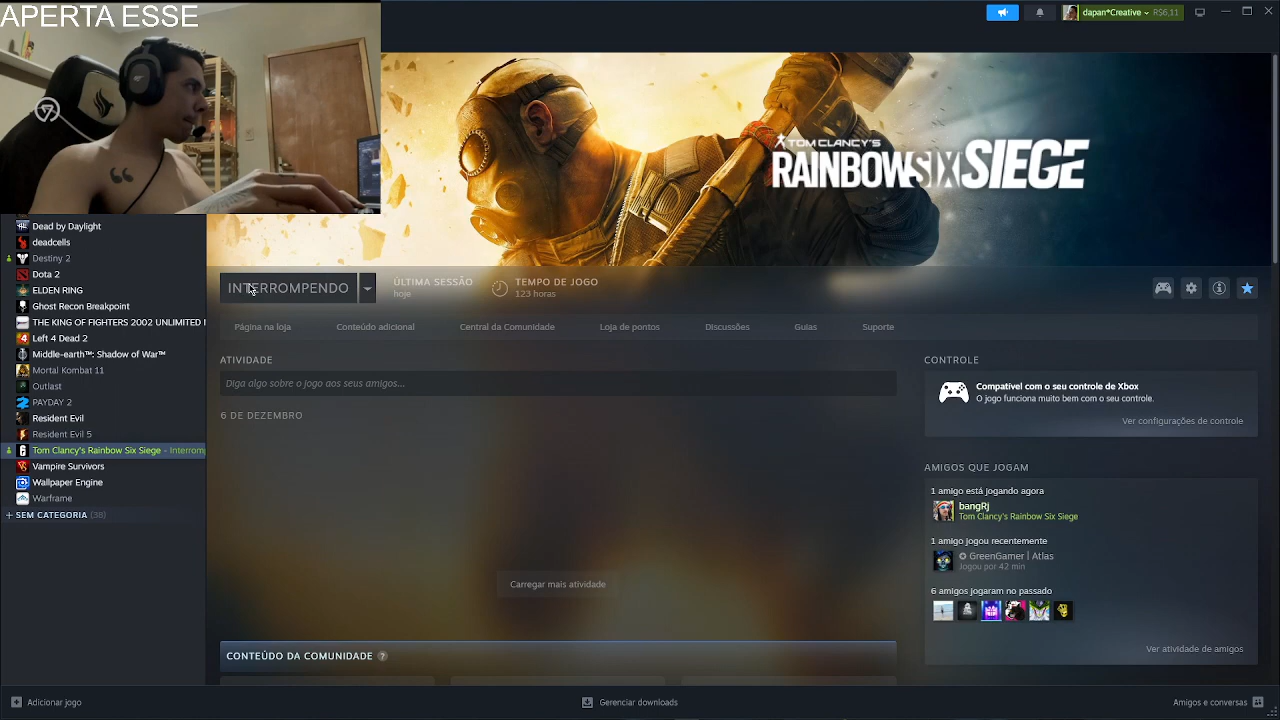 APERTA ESSE
dapan*Creative
R$6,11
TOM CLANCY'S
RAINBOWSIXSIEGE
Dead by Daylight
deadcells
Destiny 2
Dota 2
ELDEN RING
Ghost Recon Breakpoint
THE KING OF FIGHTERS 2002 UNLIMITED
Left 4 Dead 2
Middle-earth™: Shadow of War™
Mortal Kombat 11
Outlast
PAYDAY 2
Resident Evil
Resident Evil 5
Tom Clancy's Rainbow Six Siege - Interrom
Vampire Survivors
Wallpaper Engine
Warframe
+ SEM CATEGORIA (38)
INTERROMPENDO
ÚLTIMA SESSÃO
hoje
TEMPO DE JOGO
123 horas
Página na loja
Conteúdo adicional
Central da Comunidade
Loja de pontos
Discussões
Guias
Suporte
ATIVIDADE
Diga algo sobre o jogo aos seus amigos...
6 DE DEZEMBRO
Carregar mais atividade
CONTEÚDO DA COMUNIDADE ?
CONTROLE
Compatível com o seu controle de Xbox
O jogo funciona muito bem com o seu controle.
Ver configurações de controle
AMIGOS QUE JOGAM
1 amigo está jogando agora
bangRj
Tom Clancy's Rainbow Six Siege
1 amigo jogou recentemente
GreenGamer | Atlas
Jogou por 42 min
6 amigos jogaram no passado
Ver atividade de amigos
Adicionar jogo
Gerenciar downloads
Amigos e conversas